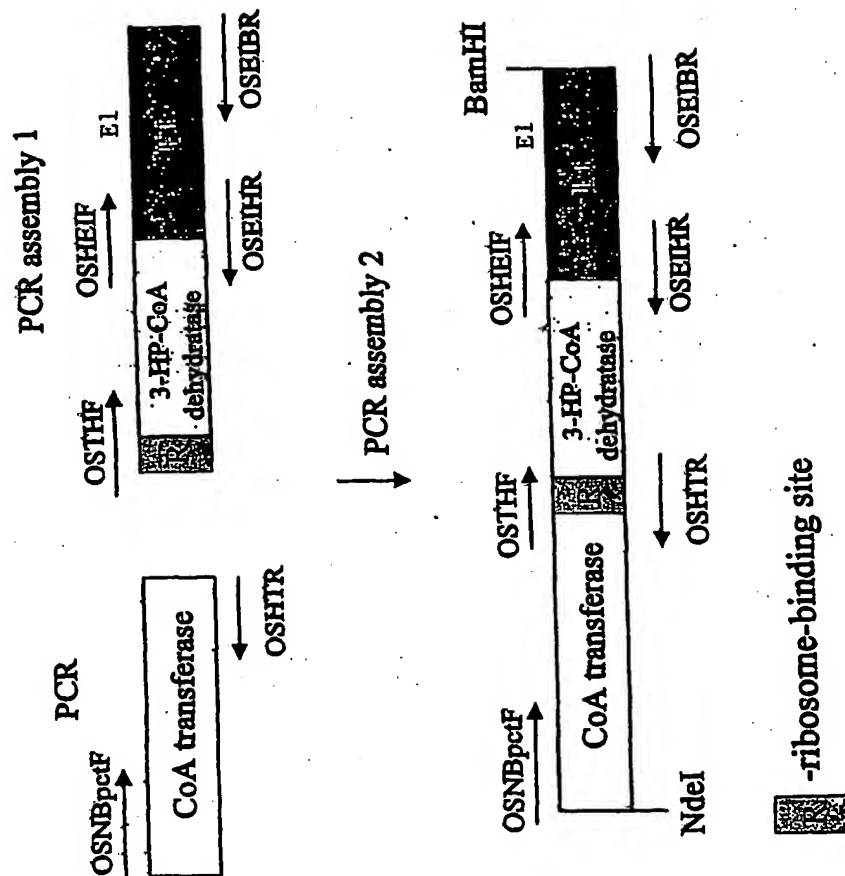 PCR
PCR assembly 1
OSNBpctF
OSTHF
OSHEIF
E1
CoA transferase
R
3-HP-CoA
dehydratase
E1
OSHTR
OSEIHR
OSEIBR
PCR assembly 2
BamHI
OSNBpctF
OSTHF
OSHEIF
E1
CoA transferase
R
3-HP-CoA
dehydratase
E1
NdeI
OSHTR
OSEIHR
OSEIBR
R
-ribosome-binding site